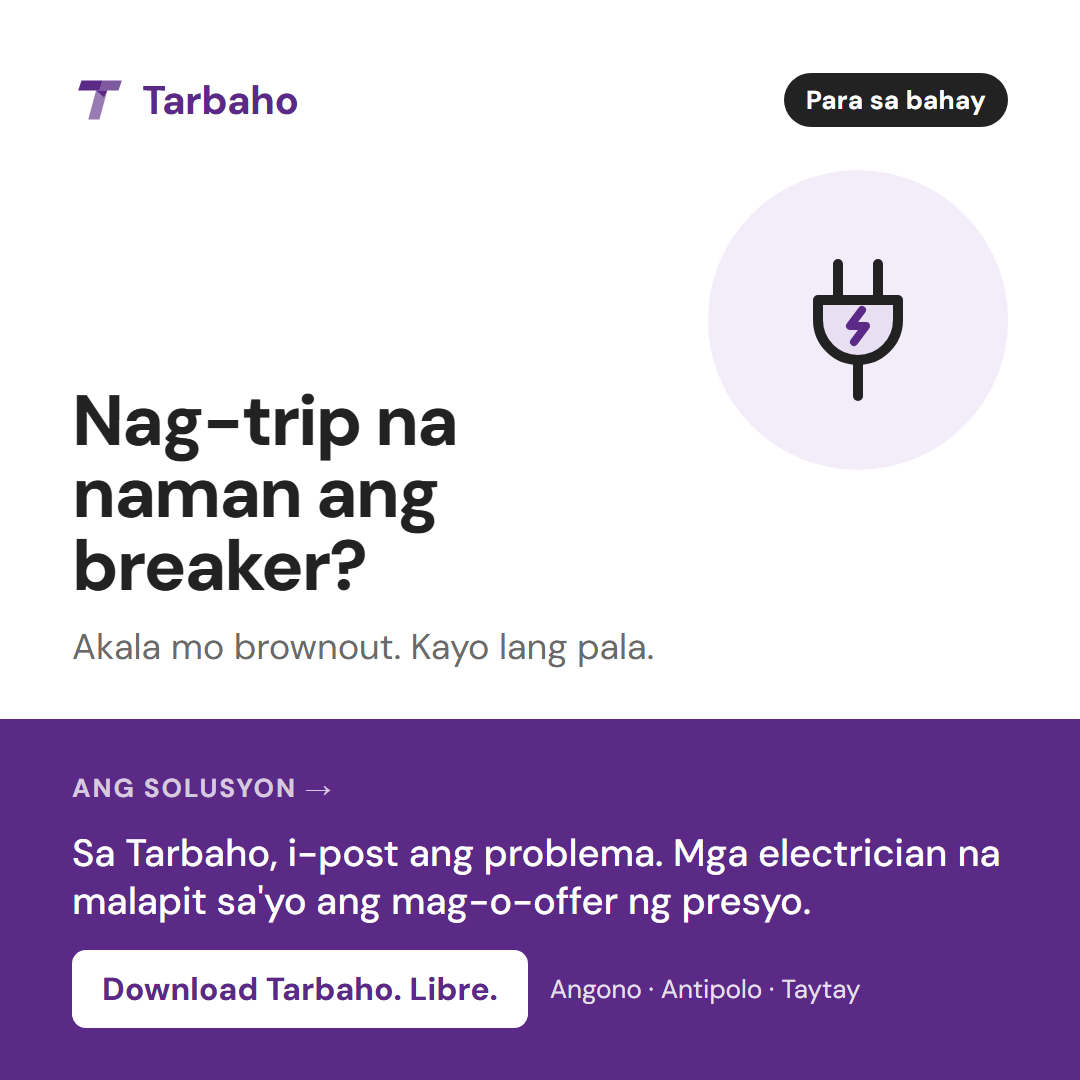 Tarbaho
Para sa bahay
Nag-trip na
naman ang
breaker?
Akala mo brownout. Kayo lang pala.
ANG SOLUSYON →
Sa Tarbaho, i-post ang problema. Mga electrician na
malapit sa'yo ang mag-o-offer ng presyo.
Download Tarbaho. Libre.
Angono · Antipolo · Taytay